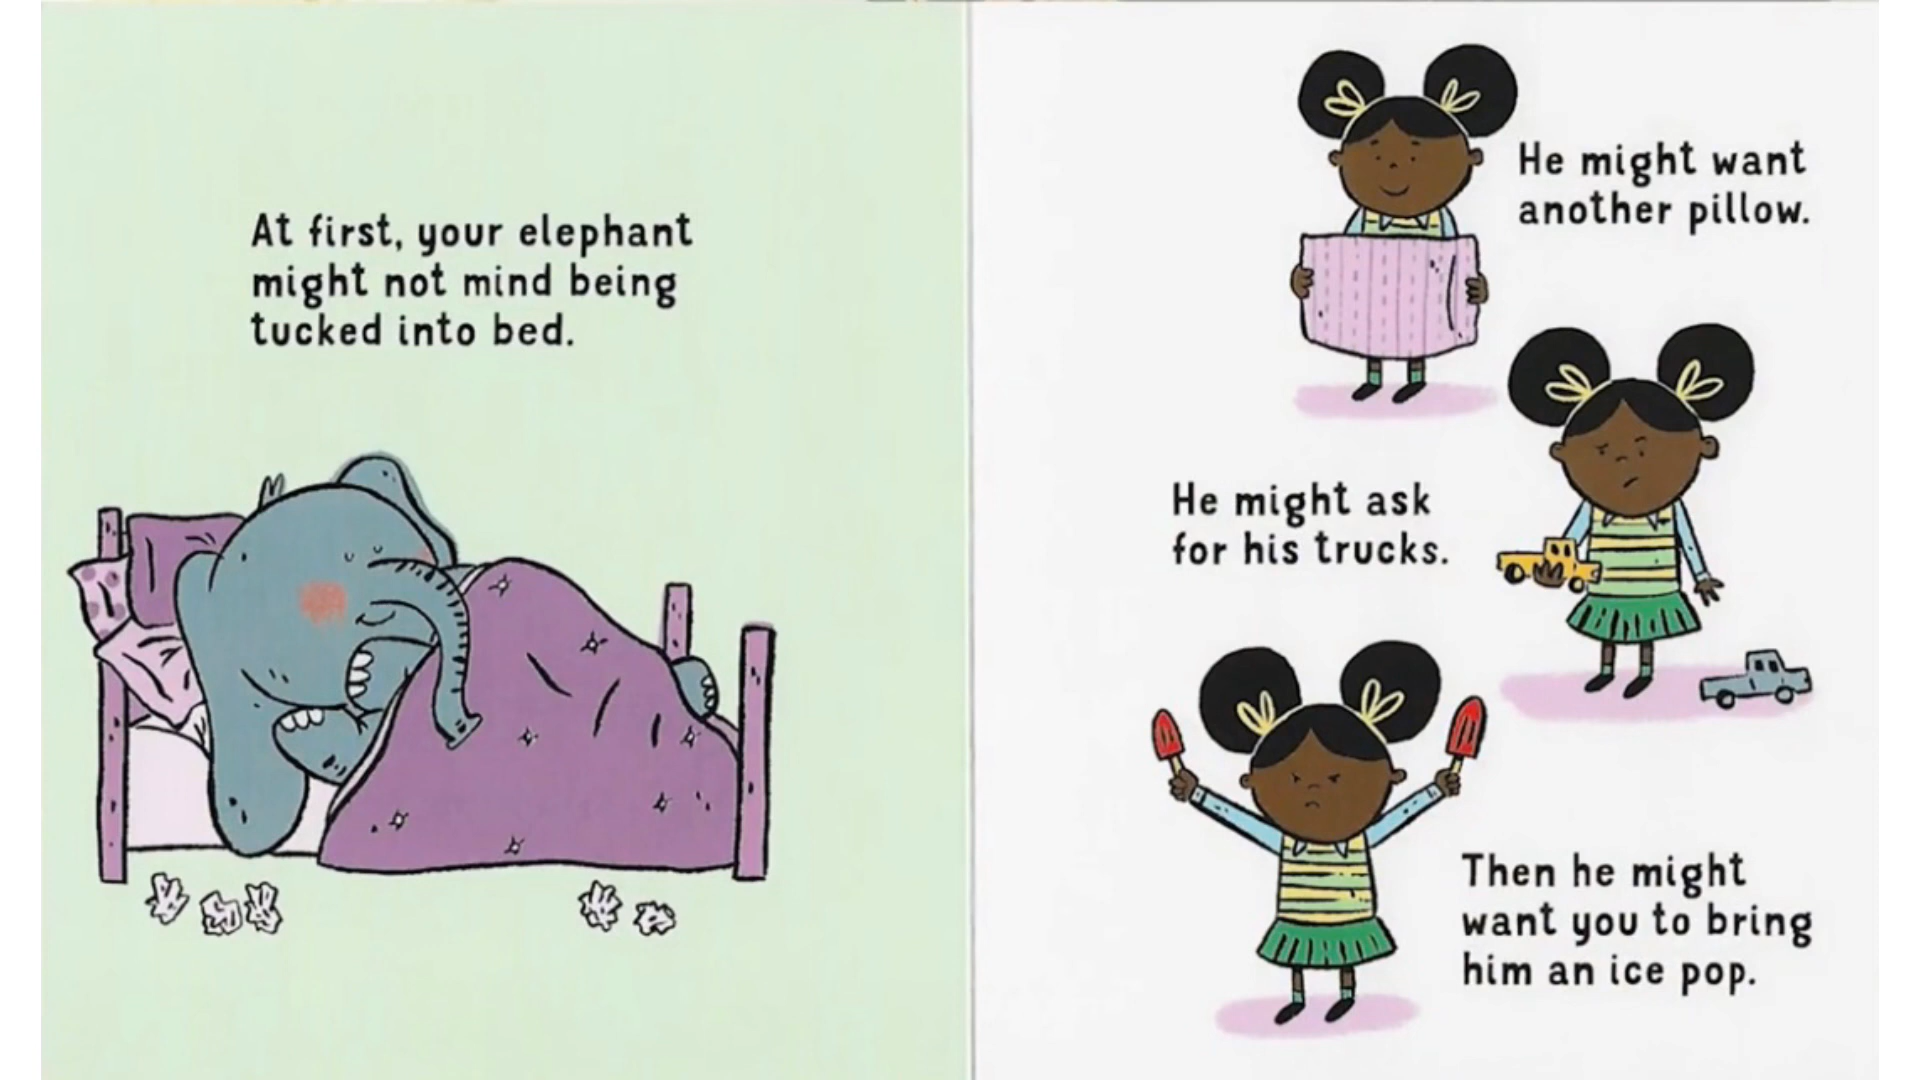 At first, your elephant
might not mind being
tucked into bed.
He might want
another pillow.
He might ask
for his trucks.
Then he might
want you to bring
him an ice pop.